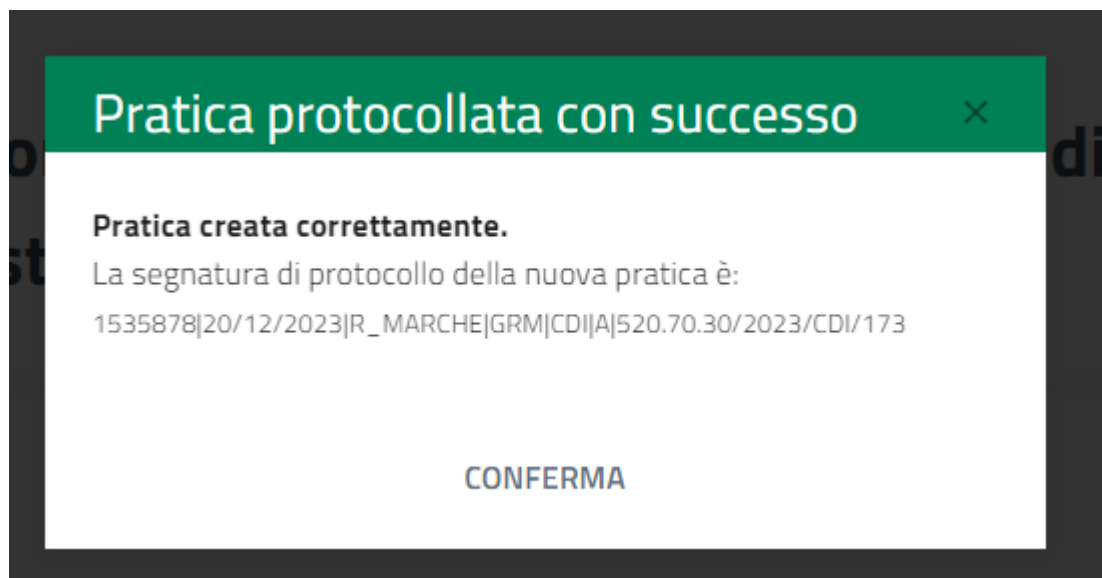 Pratica protocollata con successo
Pratica creata correttamente.
La segnatura di protocollo della nuova pratica è:
1535878|20/12/2023|R_MARCHE|GRM|CDI|A|520.70.30/2023/CDI/173
CONFERMA